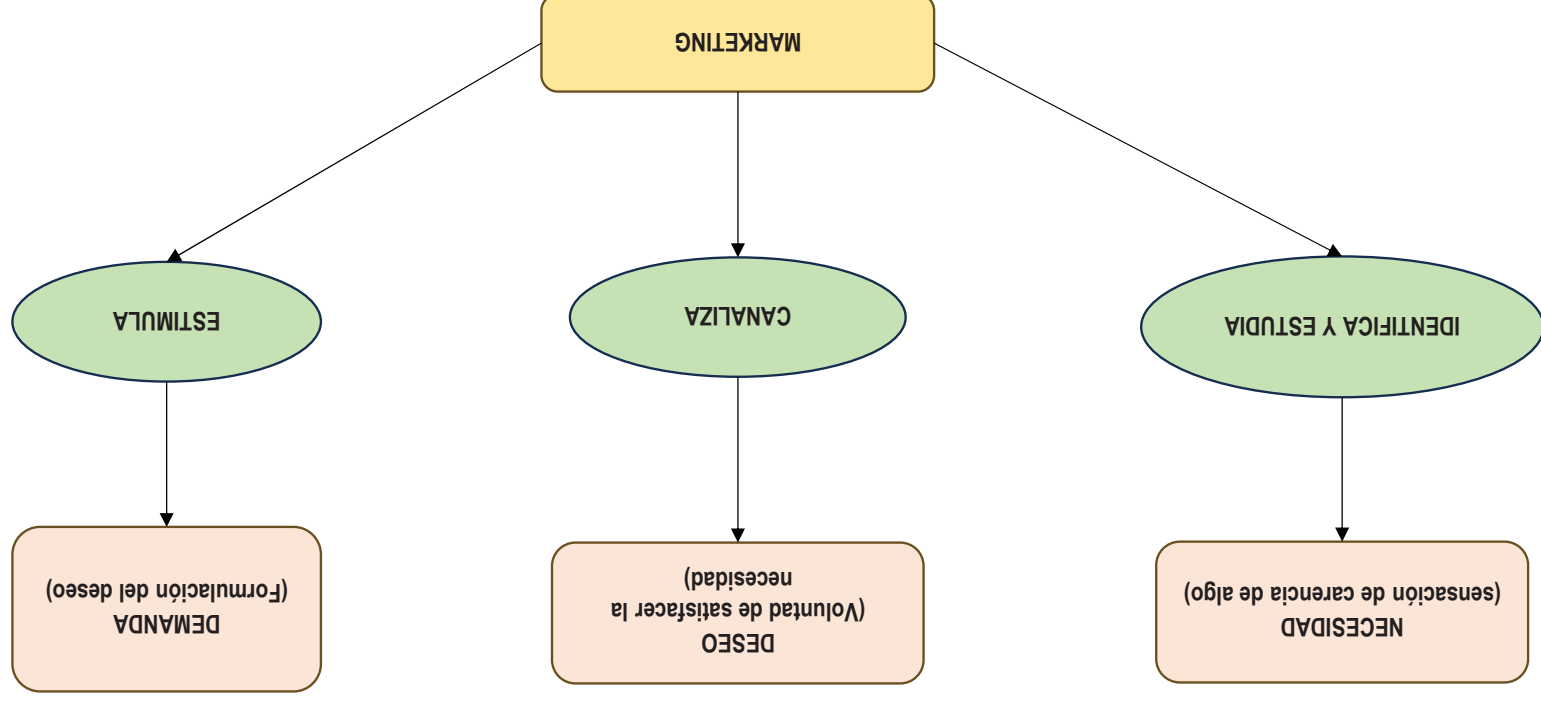 NECESIDAD
(sensación de carencia de algo)
DESEO
(Voluntad de satisfacer la
necesidad)
DEMANDA
(Formulación del deseo)
IDENTIFICA Y ESTUDIA
CANALIZA
ESTIMULA
MARKETING